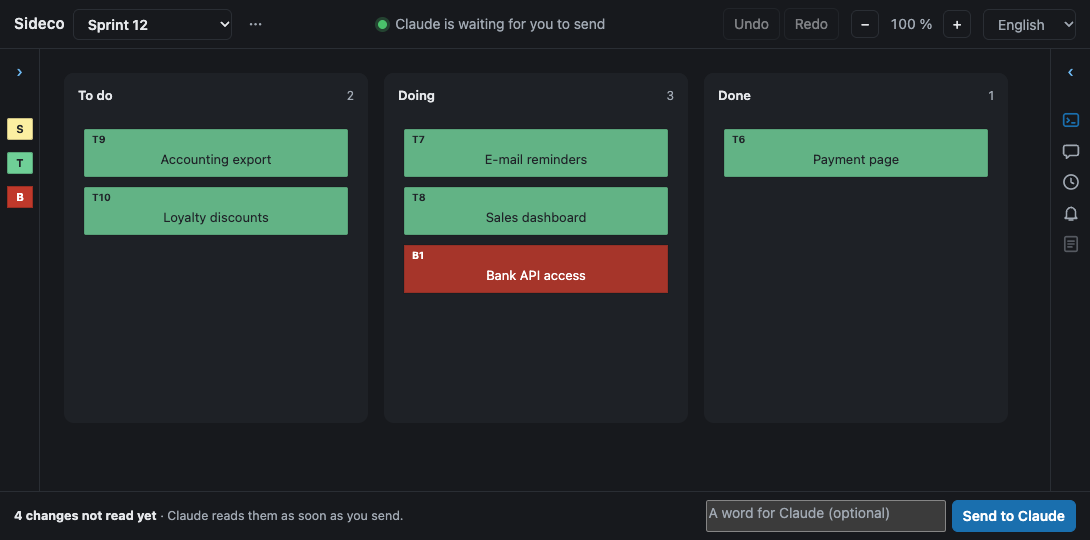 Sideco
Sprint 12
···
Claude is waiting for you to send
Undo
Redo
−
100 %
+
English
S
T
B
To do 2
T9
Accounting export
T10
Loyalty discounts
Doing 3
T7
E-mail reminders
T8
Sales dashboard
B1
Bank API access
Done 1
T6
Payment page
4 changes not read yet · Claude reads them as soon as you send.
A word for Claude (optional)
Send to Claude